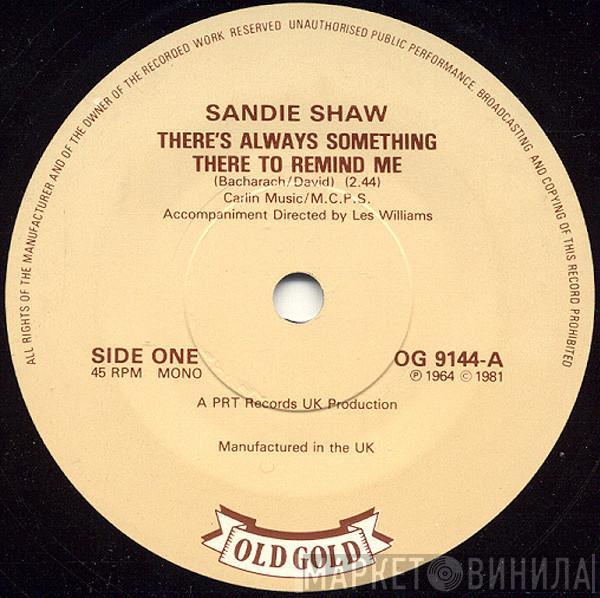 ALL RIGHTS OF THE MANUFACTURER AND OF THE OWNER OF THE RECORDED WORK RESERVED UNAUTHORISED PUBLIC PERFORMANCE, BROADCASTING AND COPYING OF THIS RECORD PROHIBITED
SANDIE SHAW
THERE'S ALWAYS SOMETHING
THERE TO REMIND ME
(Bacharach/David) (2.44)
Carlin Music/M.C.P.S.
Accompaniment Directed by Les Williams
SIDE ONE
45 RPM MONO
OG 9144-A
℗ 1964 © 1981
A PRT Records UK Production
Manufactured in the UK
OLD GOLD
МАРКЕТ ВИНИЛА